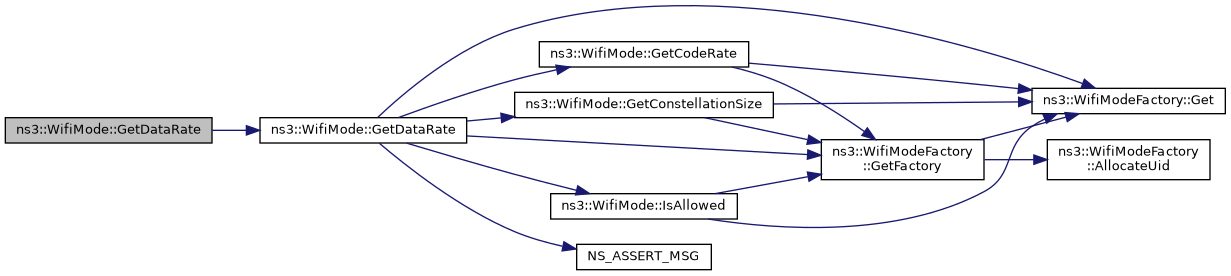 ns3::WifiMode::GetDataRate
ns3::WifiMode::GetDataRate
ns3::WifiMode::GetCodeRate
ns3::WifiMode::GetConstellationSize
ns3::WifiMode::IsAllowed
NS_ASSERT_MSG
ns3::WifiModeFactory
::GetFactory
ns3::WifiModeFactory::Get
ns3::WifiModeFactory
::AllocateUid